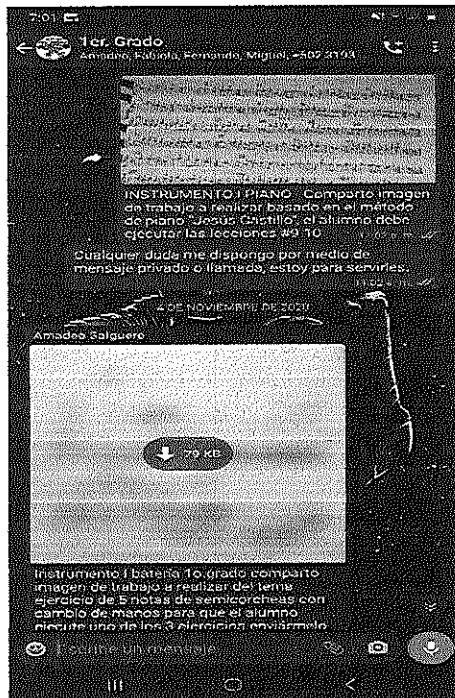 7:01
1er. Grado
Amadeo, Fabiola, Fernando, Miguel, +502 3193
INSTRUMENTO I PIANO Comparto imagen
de trabajo a realizar basado en el método
de piano "Jesús Castillo", el alumno debe
ejecutar las lecciones #9 10
Cualquier duda me dispongo por medio de
mensaje privado o llamada, estoy para servirles.
4 DE NOVIEMBRE DE 2020
Amadeo Salguero
79 KB
Instrumento I bateria 1o.grado comparto
imagen de trabajo a realizar del tema
ejercicio de 5 notas de semicorcheas con
cambio de manos para que el alumno
ejecute uno de los 3 ejercicios enviármelo
Escribe un mensaje